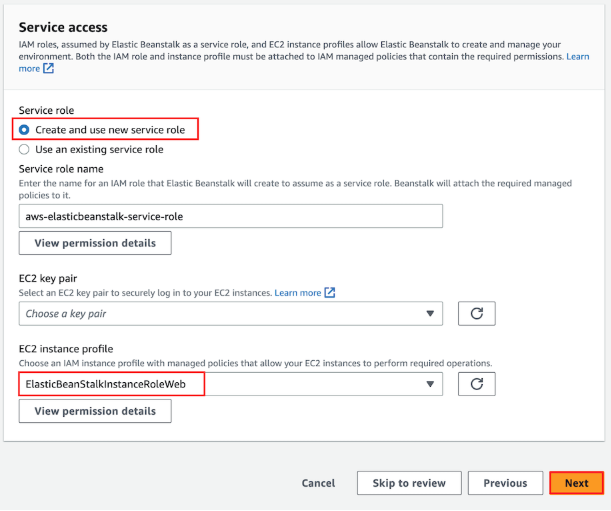 Service access
IAM roles, assumed by Elastic Beanstalk as a service role, and EC2 instance profiles allow Elastic Beanstalk to create and manage your
environment. Both the IAM role and instance profile must be attached to IAM managed policies that contain the required permissions. Learn
more
Service role
Create and use new service role
Use an existing service role
Service role name
Enter the name for an IAM role that Elastic Beanstalk will create to assume as a service role. Beanstalk will attach the required managed
policies to it.
aws-elasticbeanstalk-service-role
View permission details
EC2 key pair
Select an EC2 key pair to securely log in to your EC2 instances. Learn more
Choose a key pair
EC2 instance profile
Choose an IAM instance profile with managed policies that allow your EC2 instances to perform required operations.
ElasticBeanStalkInstanceRoleWeb
View permission details
Cancel Skip to review Previous Next